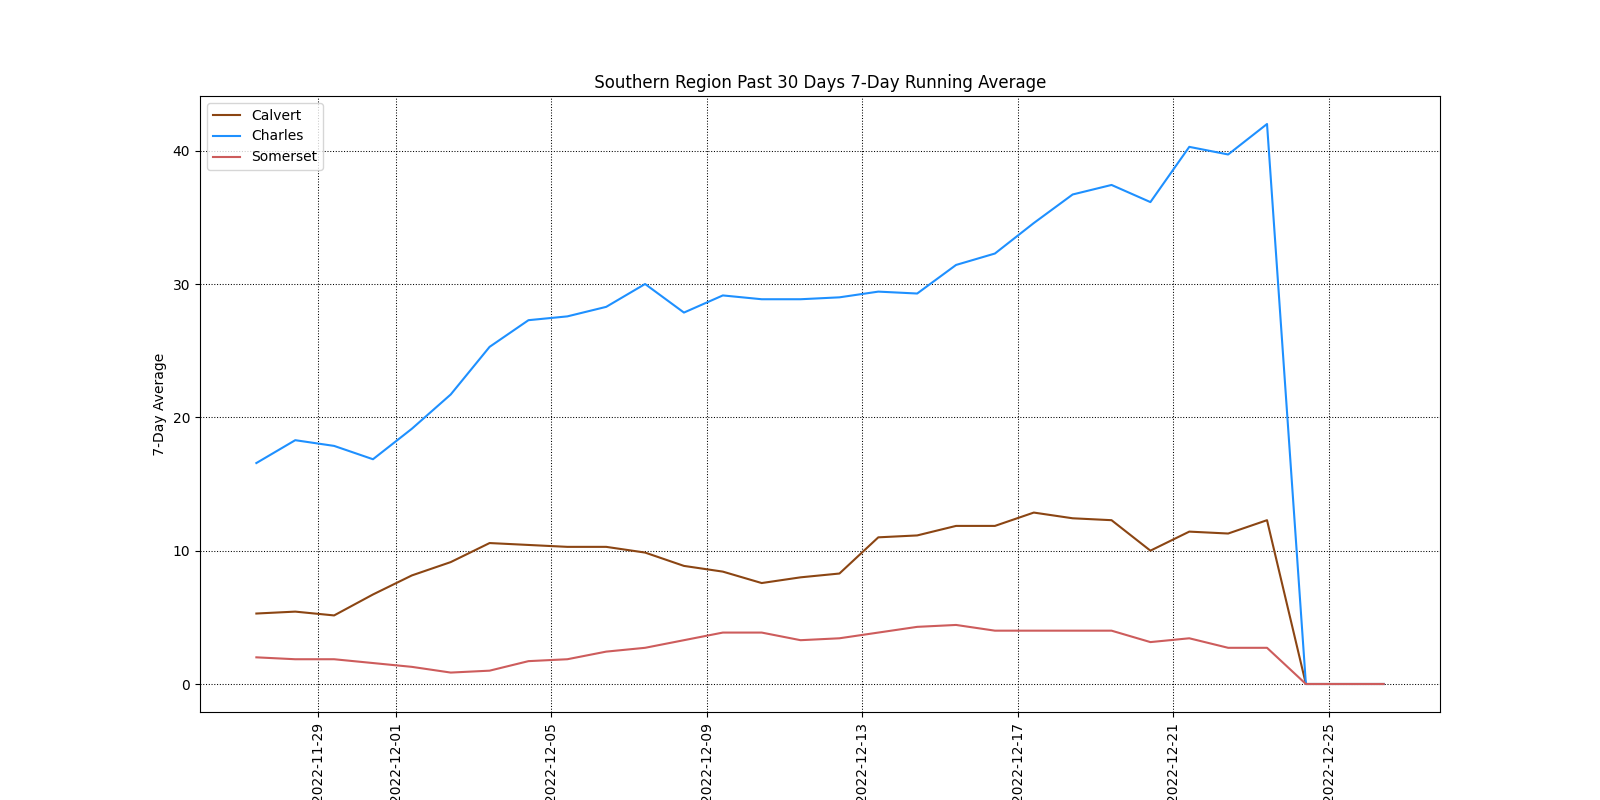 Southern Region Past 30 Days 7-Day Running Average
Calvert
Charles
Somerset
40
30
20
10
0
7-Day Average
2022-11-29
2022-12-01
2022-12-05
2022-12-09
2022-12-13
2022-12-17
2022-12-21
2022-12-25